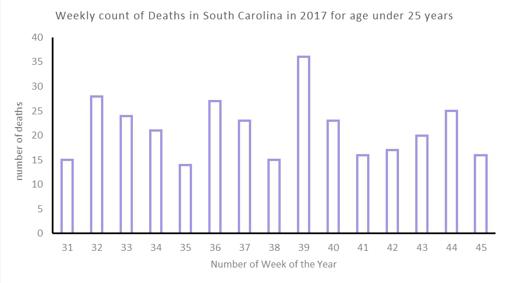 Weekly count of Deaths in South Carolina in 2017 for age under 25 years
number of deaths
40
35
30
25
20
15
10
5
0
31 32 33 34 35 36 37 38 39 40 41 42 43 44 45
Number of Week of the Year